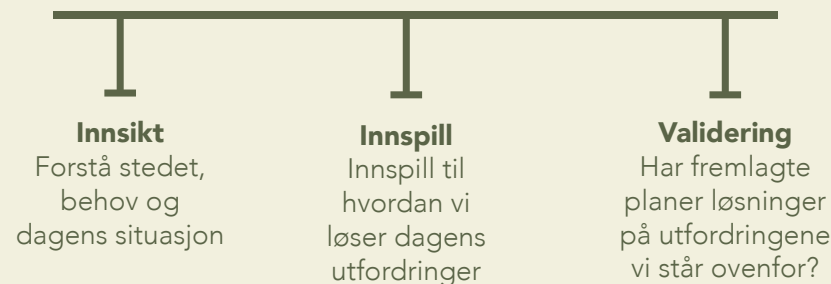 Innsikt
Forstå stedet,
behov og
dagens situasjon
Innspill
Innspill til
hvordan vi
løser dagens
utfordringer
Validering
Har fremlagte
planer løsninger
på utfordringene
vi står ovenfor?